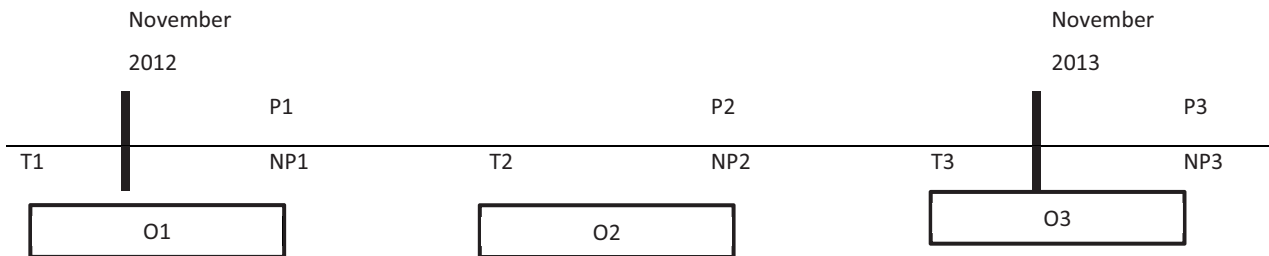 November November
2012 2013
P1 P2 P3
T1 NP1 T2 NP2 T3 NP3
O1 O2 O3